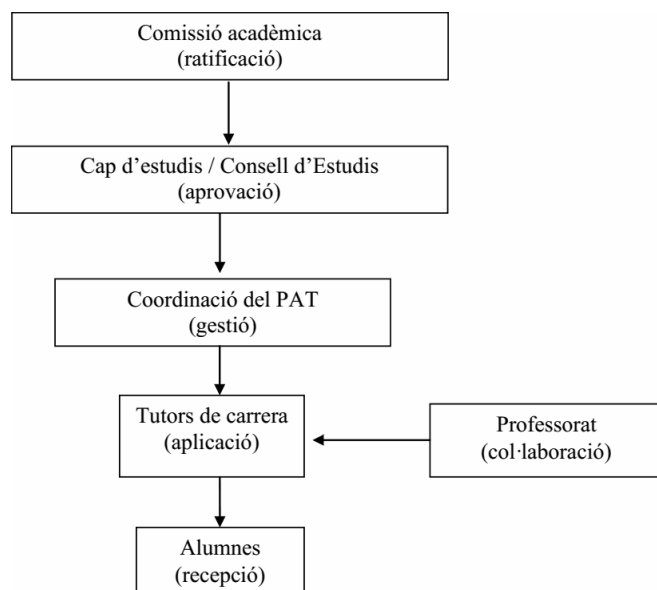 Comissió acadèmica
(ratificació)
Cap d’estudis / Consell d’Estudis
(aprovació)
Coordinació del PAT
(gestió)
Tutors de carrera
(aplicació)
Professorat
(col·laboració)
Alumnes
(recepció)